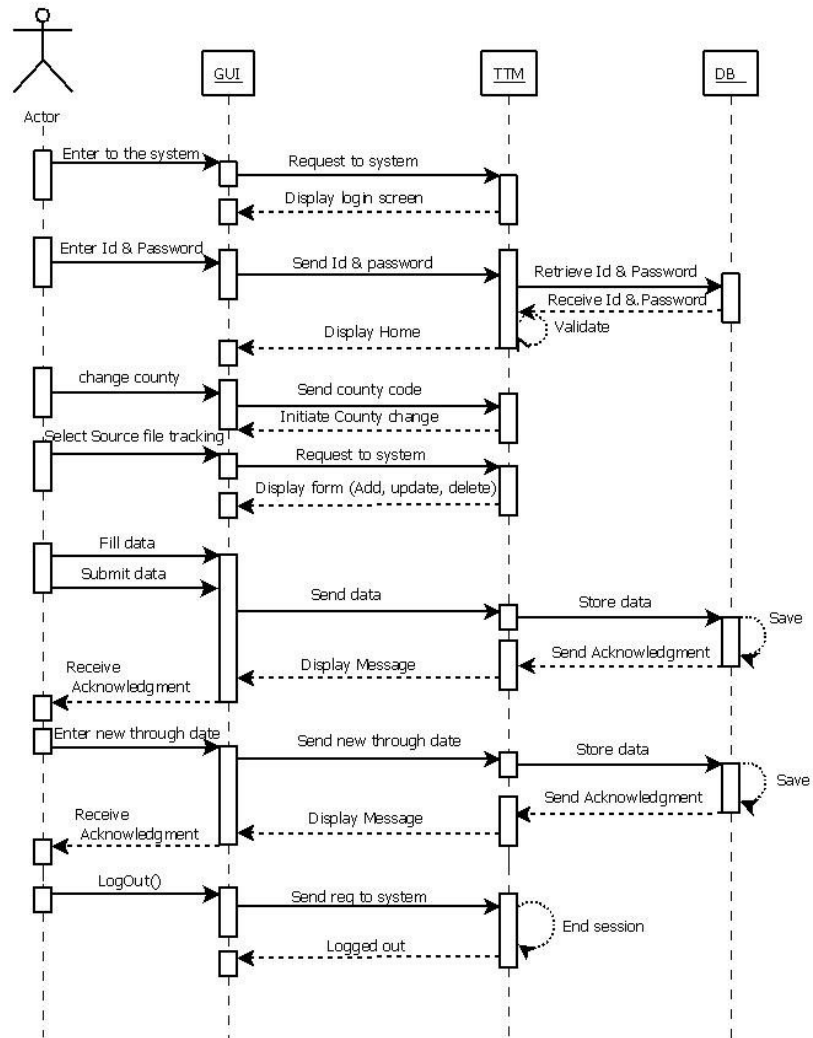 GUI
TTM
DB
Actor
Enter to the system
Request to system
Display login screen
Enter Id & Password
Send Id & password
Retrieve Id & Password
Receive Id &.Password
Validate
Display Home
change county
Send county code
Initiate County change
Select Source file tracking
Request to system
Display form (Add, update, delete)
Fill data
Submit data
Send data
Store data
Save
Send Acknowledgment
Display Message
Receive
Acknowledgment
Enter new through date
Send new through date
Store data
Save
Send Acknowledgment
Display Message
Receive
Acknowledgment
LogOut()
Send req to system
End session
Logged out